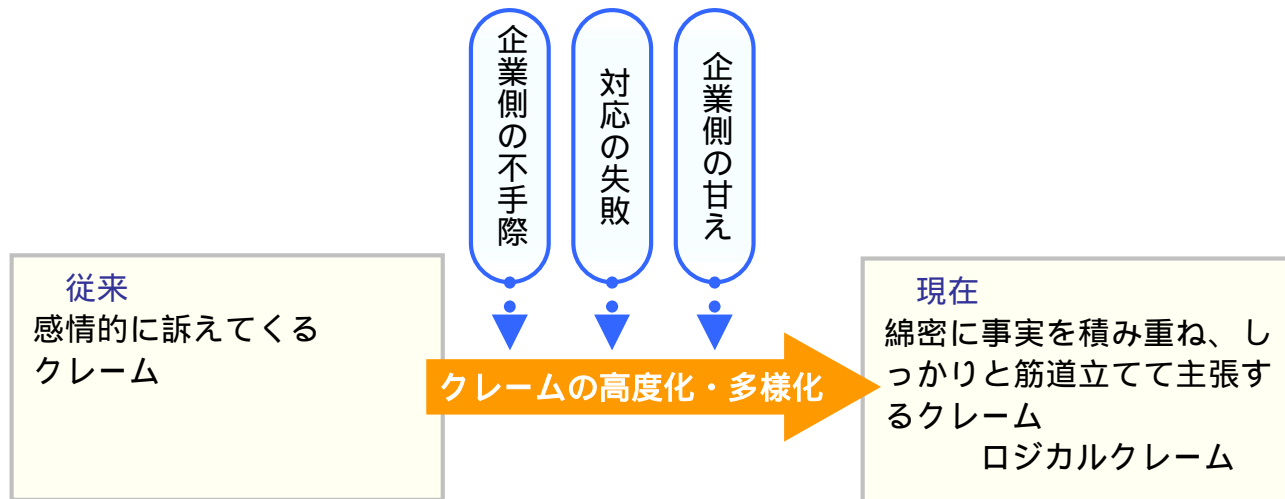 企業側の不手際
対応の失敗
企業側の甘え
従来
感情的に訴えてくる
クレーム
クレームの高度化・多様化
現在
綿密に事実を積み重ね、し
っかりと筋道立てて主張す
るクレーム
ロジカルクレーム